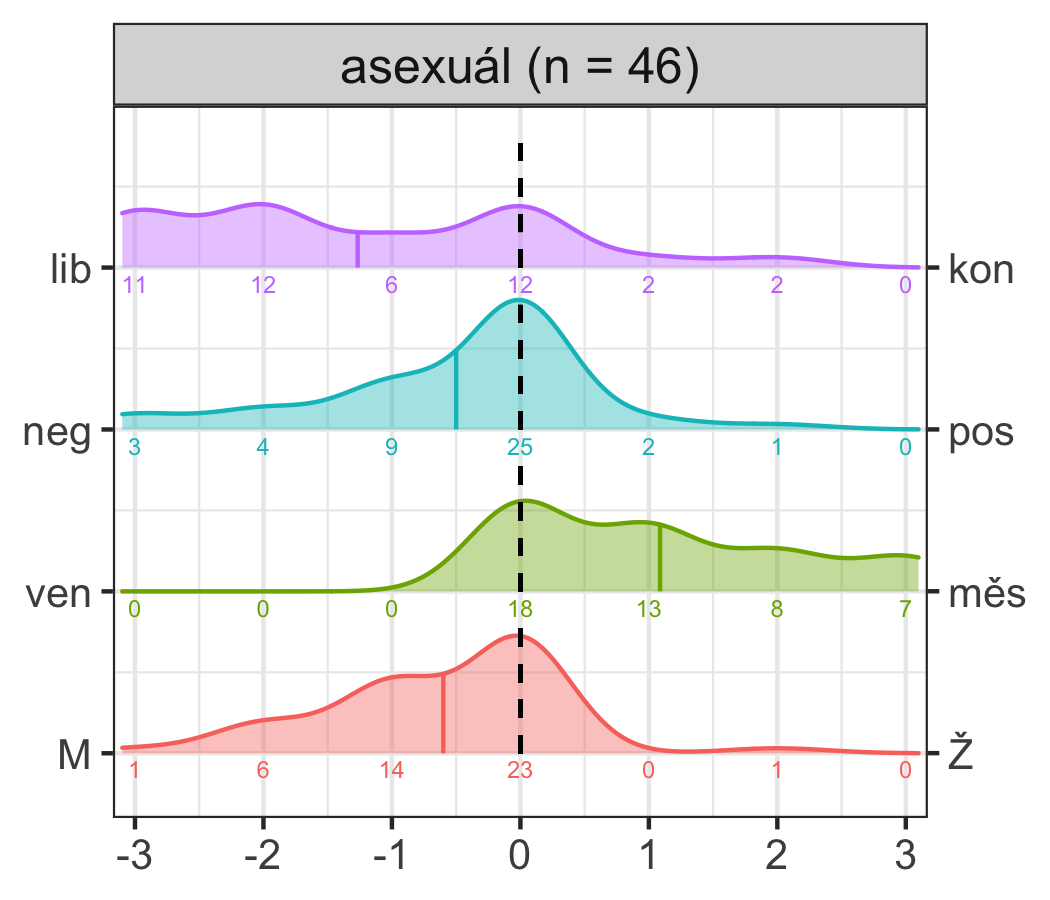 asexuál (n = 46)
lib kon
11 12 6 12 2 2 0
neg pos
3 4 9 25 2 1 0
ven měs
0 0 0 18 13 8 7
M Ž
1 6 14 23 0 1 0
-3 -2 -1 0 1 2 3